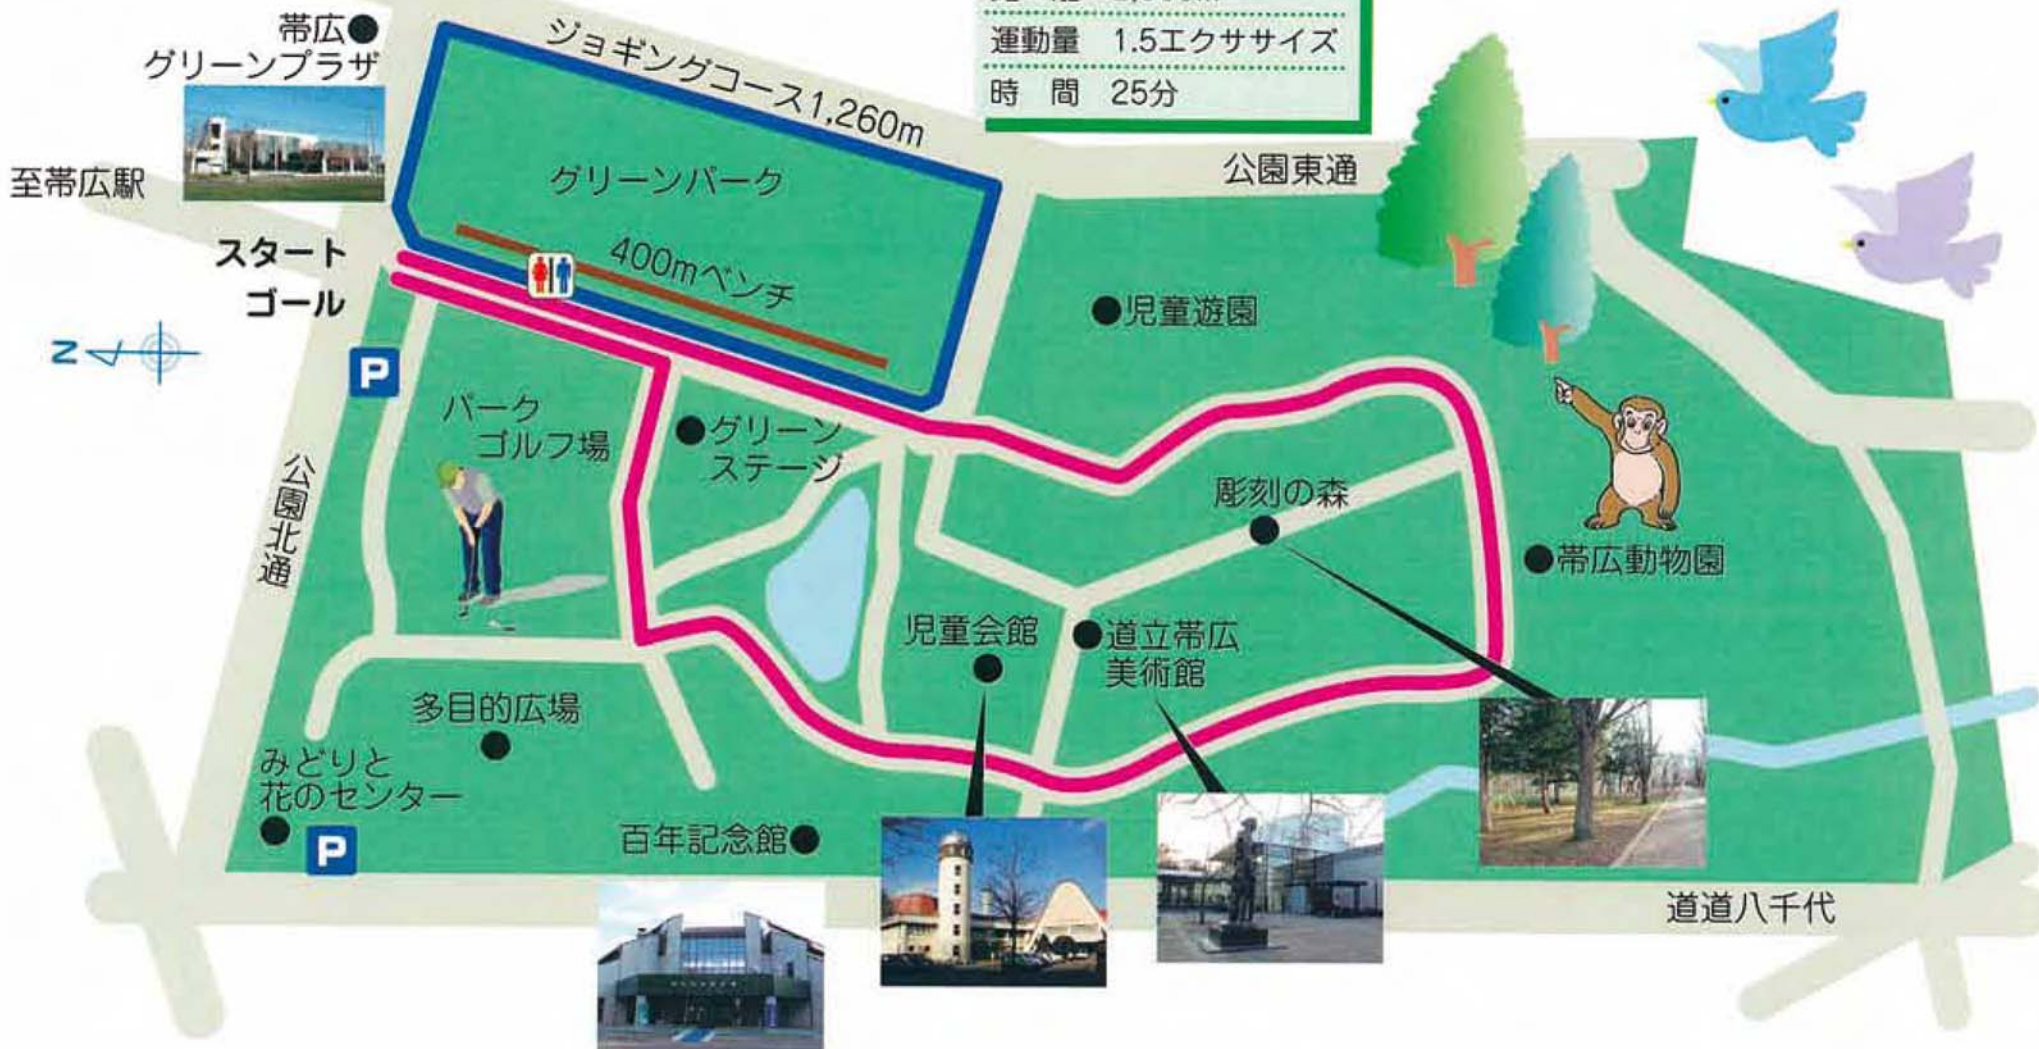 運動量 1.5エクササイズ
時 間 25分
帯広
グリーンプラザ
ジョギングコース1,260m
グリーンパーク
400mベンチ
公園東通
至帯広駅
スタート
ゴール
N
P
児童遊園
パーク
ゴルフ場
グリーン
ステージ
公園北通
彫刻の森
帯広動物園
児童会館
道立帯広
美術館
多目的広場
みどりと
花のセンター
P
百年記念館
道道八千代